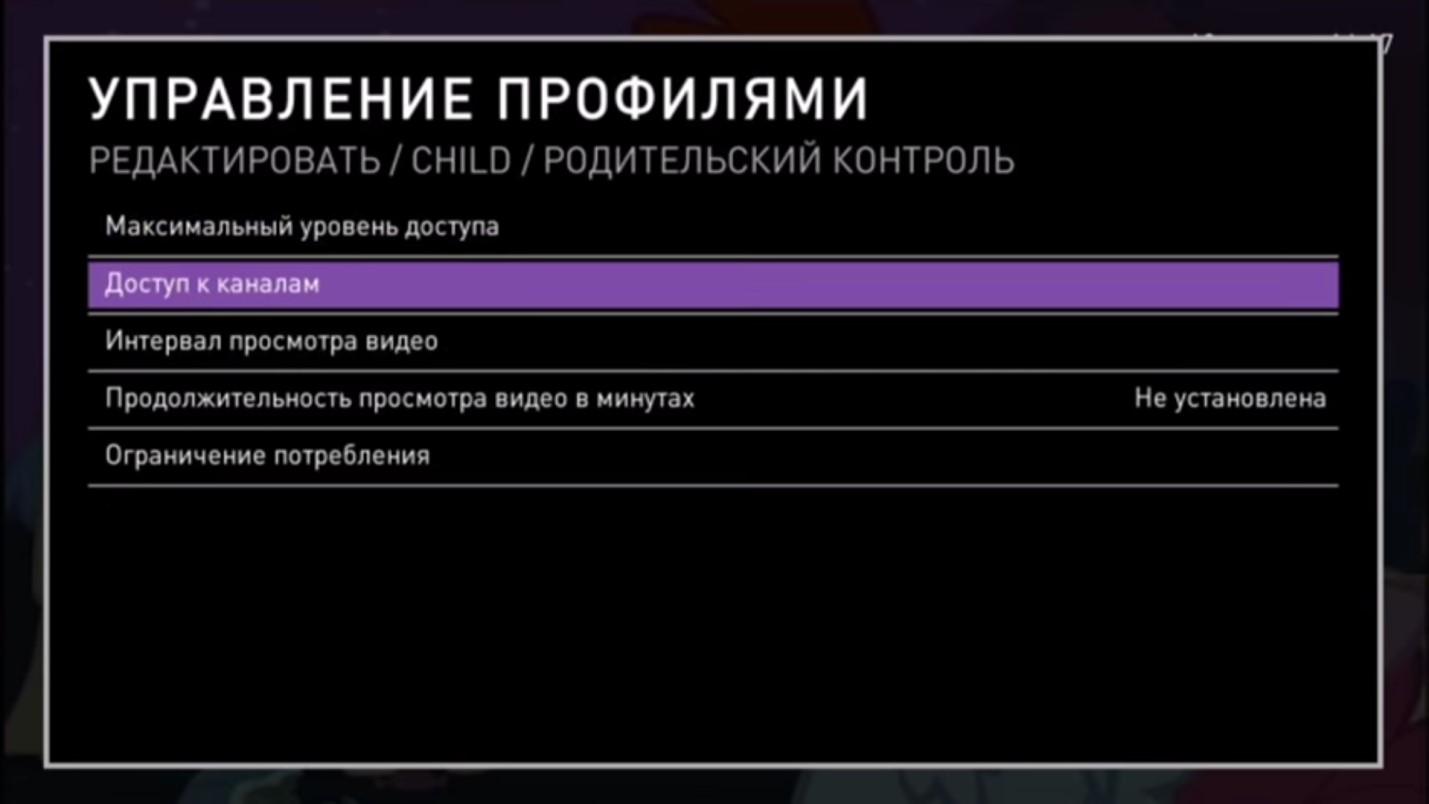 УПРАВЛЕНИЕ ПРОФИЛЯМИ
РЕДАКТИРОВАТЬ / CHILD / РОДИТЕЛЬСКИЙ КОНТРОЛЬ
Максимальный уровень доступа
Доступ к каналам
Интервал просмотра видео
Продолжительность просмотра видео в минутах Не установлена
Ограничение потребления